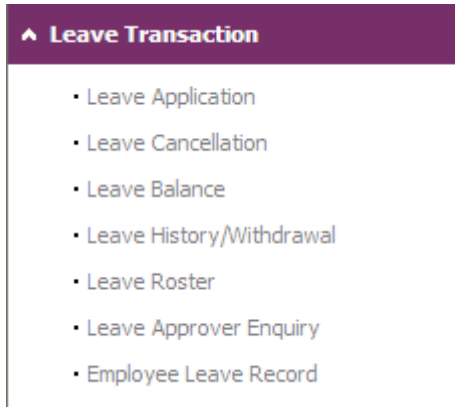 Leave Transaction
Leave Application
Leave Cancellation
Leave Balance
Leave History/Withdrawal
Leave Roster
Leave Approver Enquiry
Employee Leave Record